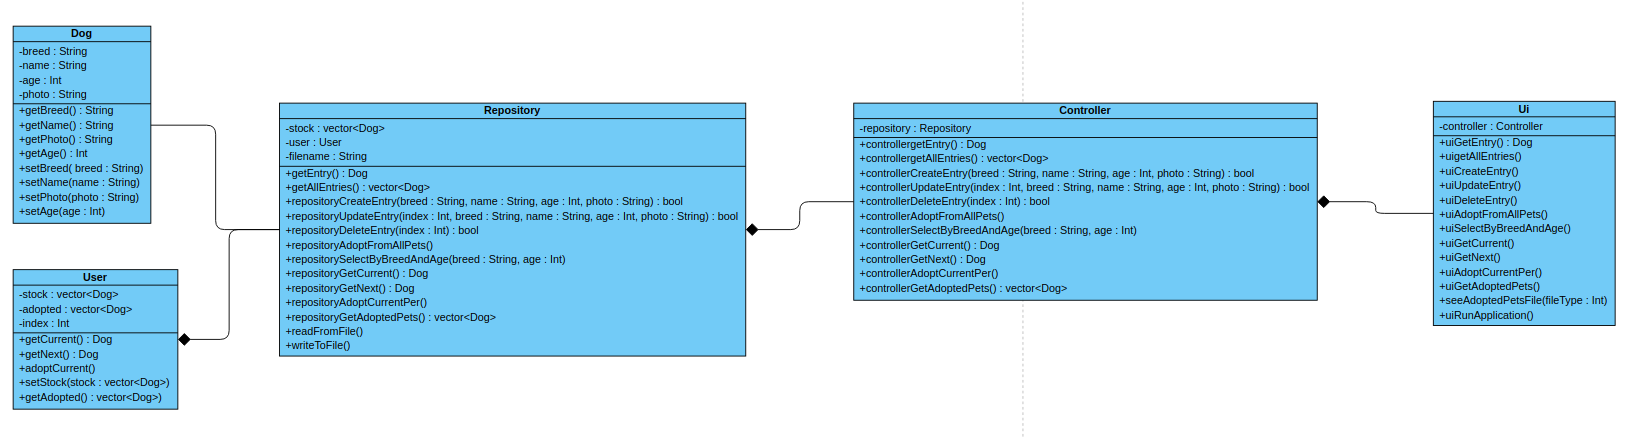 Dog
-breed : String
-name : String
-age : Int
-photo : String
+getBreed() : String
+getName() : String
+getPhoto() : String
+getAge() : Int
+setBreed( breed : String)
+setName(name : String)
+setPhoto(photo : String)
+setAge(age : Int)
User
-stock : vector<Dog>
-adopted : vector<Dog>
-index : Int
+getCurrent() : Dog
+getNext() : Dog
+adoptCurrent()
+setStock(stock : vector<Dog>)
+getAdopted() : vector<Dog>)
Repository
-stock : vector<Dog>
-user : User
-filename : String
+getEntry() : Dog
+getAllEntries() : vector<Dog>
+repositoryCreateEntry(breed : String, name : String, age : Int, photo : String) : bool
+repositoryUpdateEntry(index : Int, breed : String, name : String, age : Int, photo : String) : bool
+repositoryDeleteEntry(index : Int) : bool
+repositoryAdoptFromAllPets()
+repositorySelectByBreedAndAge(breed : String, age : Int)
+repositoryGetCurrent() : Dog
+repositoryGetNext() : Dog
+repositoryAdoptCurrentPer()
+repositoryGetAdoptedPets() : vector<Dog>
+readFromFile()
+writeToFile()
Controller
-repository : Repository
+controllergetEntry() : Dog
+controllergetAllEntries() : vector<Dog>
+controllerCreateEntry(breed : String, name : String, age : Int, photo : String) : bool
+controllerUpdateEntry(index : Int, breed : String, name : String, age : Int, photo : String) : bool
+controllerDeleteEntry(index : Int) : bool
+controllerAdoptFromAllPets()
+controllerSelectByBreedAndAge(breed : String, age : Int)
+controllerGetCurrent() : Dog
+controllerGetNext() : Dog
+controllerAdoptCurrentPer()
+controllerGetAdoptedPets() : vector<Dog>
Ui
-controller : Controller
+uiGetEntry() : Dog
+uigetAllEntries()
+uiCreateEntry()
+uiUpdateEntry()
+uiDeleteEntry()
+uiAdoptFromAllPets()
+uiSelectByBreedAndAge()
+uiGetCurrent()
+uiGetNext()
+uiAdoptCurrentPer()
+uiGetAdoptedPets()
+seeAdoptedPetsFile(fileType : Int)
+uiRunApplication()